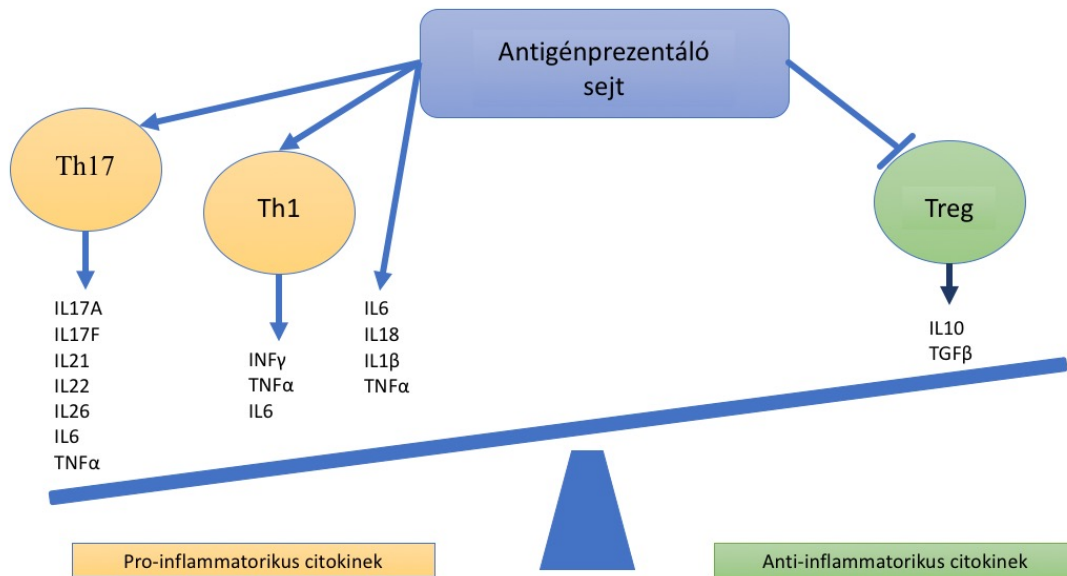 Antigénprezentáló
sejt
Th17
Th1
Treg
IL17A
IL17F
IL21
IL22
IL26
IL6
TNFα
INFγ
TNFα
IL6
IL6
IL18
IL1β
TNFα
IL10
TGFβ
Pro-inflammatorikus citokinek
Anti-inflammatorikus citokinek